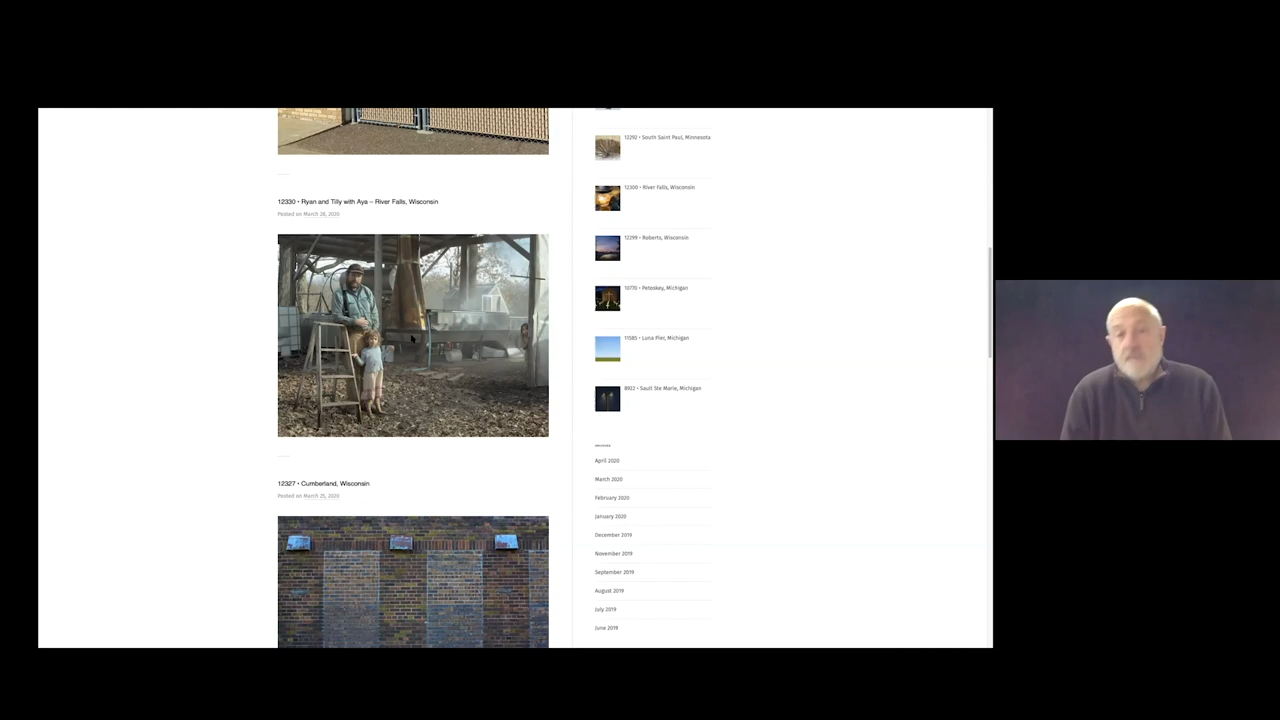 12330 • Ryan and Tilly with Aya – River Falls, Wisconsin
Posted on March 28, 2020
12327 • Cumberland, Wisconsin
Posted on March 25, 2020
12292 • South Saint Paul, Minnesota
12300 • River Falls, Wisconsin
12299 • Roberts, Wisconsin
10770 • Petoskey, Michigan
11585 • Luna Pier, Michigan
8922 • Sault Ste Marie, Michigan
ARCHIVES
April 2020
March 2020
February 2020
January 2020
December 2019
November 2019
September 2019
August 2019
July 2019
June 2019